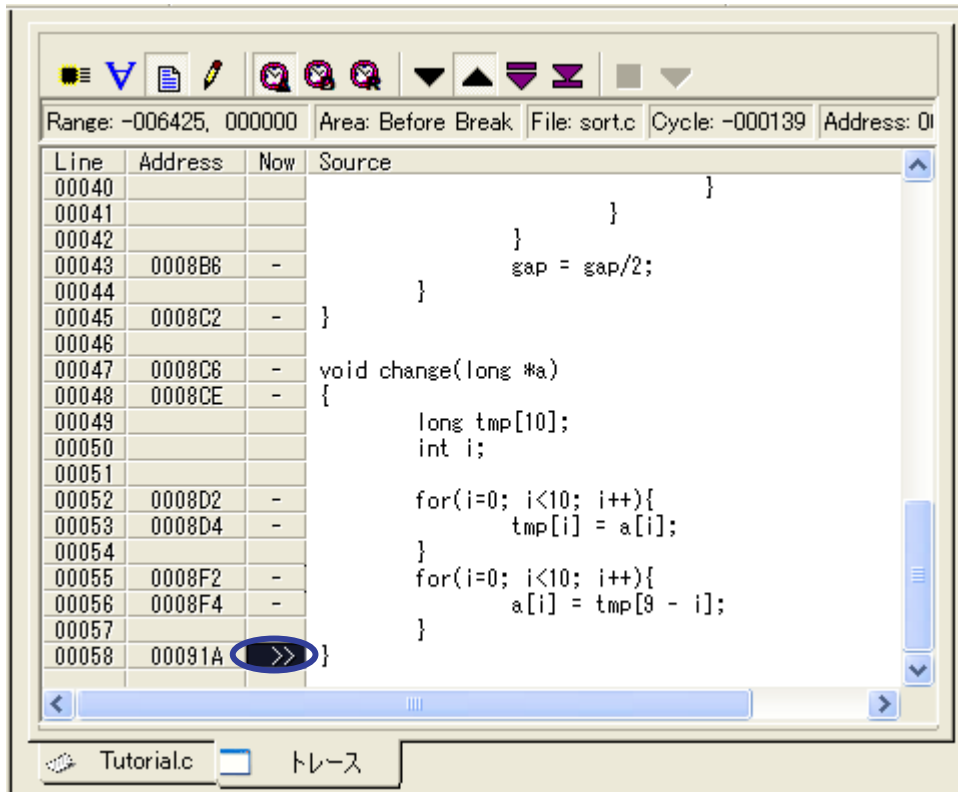 Range: -006425, 000000 Area: Before Break File: sort.c Cycle: -000139 Address:
Line Address Now Source
00040 }
00041 }
00042 }
00043 0008B6 - gap = gap/2;
00044 }
00045 0008C2 - }
00046
00047 0008C6 - void change(long *a)
00048 0008CE - {
00049 long tmp[10];
00050 int i;
00051
00052 0008D2 - for(i=0; i<10; i++){
00053 0008D4 - tmp[i] = a[i];
00054 }
00055 0008F2 - for(i=0; i<10; i++){
00056 0008F4 - a[i] = tmp[9 - i];
00057 }
00058 00091A >> }
Tutorial.c トレース